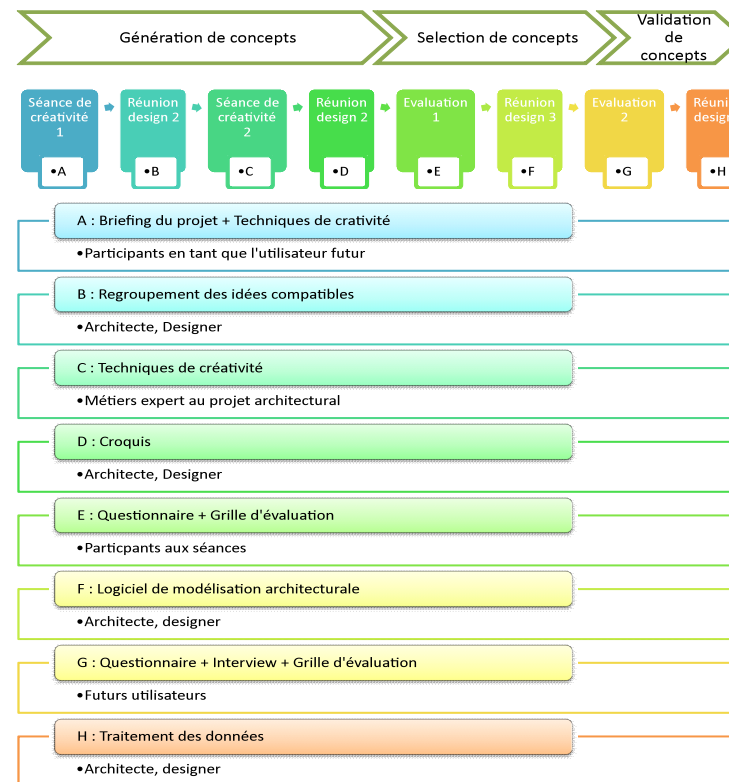 Génération de concepts
Selection de concepts
Validation
de
concepts
Séance de
créativité
1
•A
Réunion
design 2
•B
Séance de
créativité
2
•C
Réunion
design 2
•D
Evaluation
1
•E
Réunion
design 3
•F
Evaluation
2
•G
Réuni
desig
•H
A : Briefing du projet + Techniques de crativité
•Participants en tant que l'utilisateur futur
B : Regroupement des idées compatibles
•Architecte, Designer
C : Techniques de créativité
•Métiers expert au projet architectural
D : Croquis
•Architecte, Designer
E : Questionnaire + Grille d'évaluation
•Particpants aux séances
F : Logiciel de modélisation architecturale
•Architecte, designer
G : Questionnaire + Interview + Grille d'évaluation
•Futurs utilisateurs
H : Traitement des données
•Architecte, designer